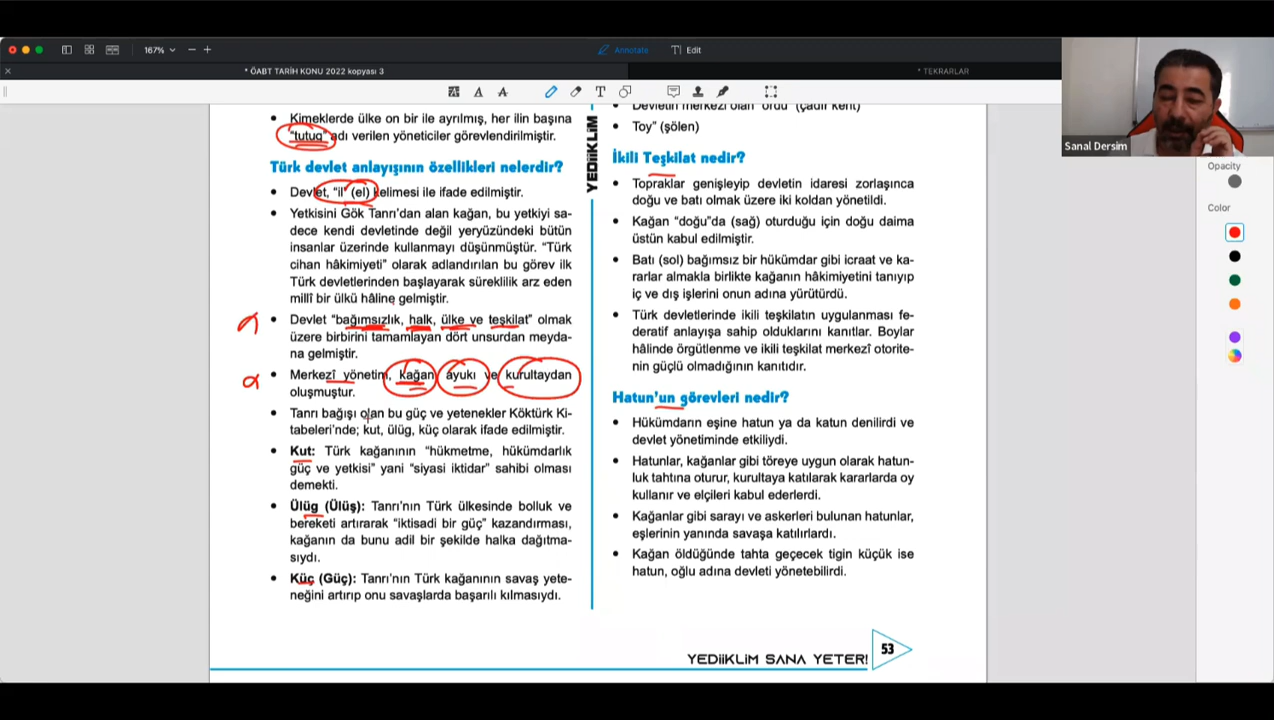 167%
Annotate
Edit
* ÖABT TARİH KONU 2022 kopyası 3
* TEKRARLAR
Sanal Dersim
Opacity
Color
• Kimeklerde ülke on bir ile ayrılmış, her ilin başına
"tutuq" adı verilen yöneticiler görevlendirilmiştir.
Türk devlet anlayışının özellikleri nelerdir?
• Devlet, "il" (el) kelimesi ile ifade edilmiştir.
• Yetkisini Gök Tanrı'dan alan kağan, bu yetkiyi sa-
dece kendi devletinde değil yeryüzündeki bütün
insanlar üzerinde kullanmayı düşünmüştür. "Türk
cihan hâkimiyeti" olarak adlandırılan bu görev ilk
Türk devletlerinden başlayarak süreklilik arz eden
millî bir ülkü hâline gelmiştir.
• Devlet "bağımsızlık, halk, ülke ve teşkilat" olmak
üzere birbirini tamamlayan dört unsurdan meyda-
na gelmiştir.
• Merkezî yönetim, kağan, ayukı ve kurultaydan
oluşmuştur.
• Tanrı bağışı olan bu güç ve yetenekler Köktürk Ki-
tabeleri'nde; kut, ülüg, küç olarak ifade edilmiştir.
• Kut: Türk kağanının "hükmetme, hükümdarlık
güç ve yetkisi" yani "siyasi iktidar" sahibi olması
demekti.
• Ülüg (Ülüş): Tanrı'nın Türk ülkesinde bolluk ve
bereketi artırarak "iktisadi bir güç" kazandırması,
kağanın da bunu adil bir şekilde halka dağıtma-
sıydı.
• Küç (Güç): Tanrı'nın Türk kağanının savaş yete-
neğini artırıp onu savaşlarda başarılı kılmasıydı.
YEDİİKLİM
• Devletin merkezi olan "ordu" (çadır kent)
• Toy" (şölen)
İkili Teşkilat nedir?
• Topraklar genişleyip devletin idaresi zorlaşınca
doğu ve batı olmak üzere iki koldan yönetildi.
• Kağan "doğu"da (sağ) oturduğu için doğu daima
üstün kabul edilmiştir.
• Batı (sol) bağımsız bir hükümdar gibi icraat ve ka-
rarlar almakla birlikte kağanın hâkimiyetini tanıyıp
iç ve dış işlerini onun adına yürütürdü.
• Türk devletlerinde ikili teşkilatın uygulanması fe-
deratif anlayışa sahip olduklarını kanıtlar. Boylar
hâlinde örgütlenme ve ikili teşkilat merkezî otorite-
nin güçlü olmadığının kanıtıdır.
Hatun'un görevleri nedir?
• Hükümdarın eşine hatun ya da katun denilirdi ve
devlet yönetiminde etkiliydi.
• Hatunlar, kağanlar gibi töreye uygun olarak hatun-
luk tahtına oturur, kurultaya katılarak kararlarda oy
kullanır ve elçileri kabul ederlerdi.
• Kağanlar gibi sarayı ve askerleri bulunan hatunlar,
eşlerinin yanında savaşa katılırlardı.
• Kağan öldüğünde tahta geçecek tigin küçük ise
hatun, oğlu adına devleti yönetebilirdi.
YEDİİKLİM SANA YETER!
53